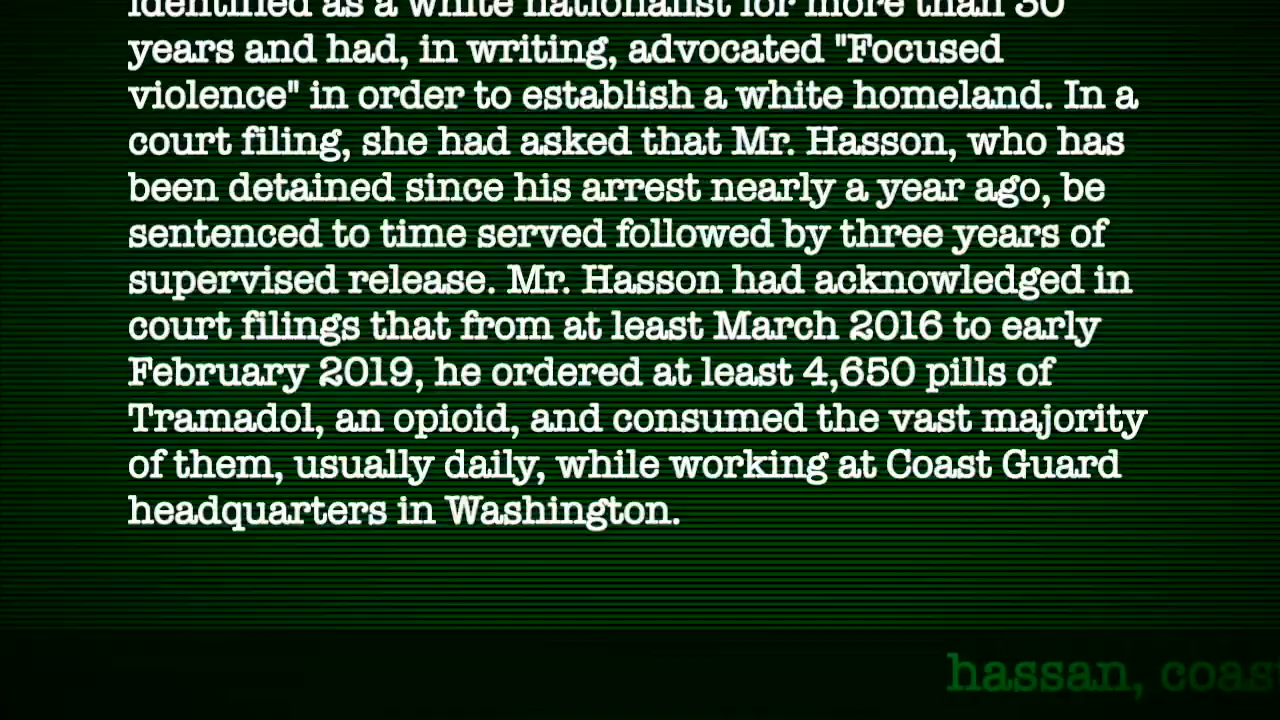 identified as a white nationalist for more than 30
years and had, in writing, advocated "Focused
violence" in order to establish a white homeland. In a
court filing, she had asked that Mr. Hasson, who has
been detained since his arrest nearly a year ago, be
sentenced to time served followed by three years of
supervised release. Mr. Hasson had acknowledged in
court filings that from at least March 2016 to early
February 2019, he ordered at least 4,650 pills of
Tramadol, an opioid, and consumed the vast majority
of them, usually daily, while working at Coast Guard
headquarters in Washington.
hassan, coas